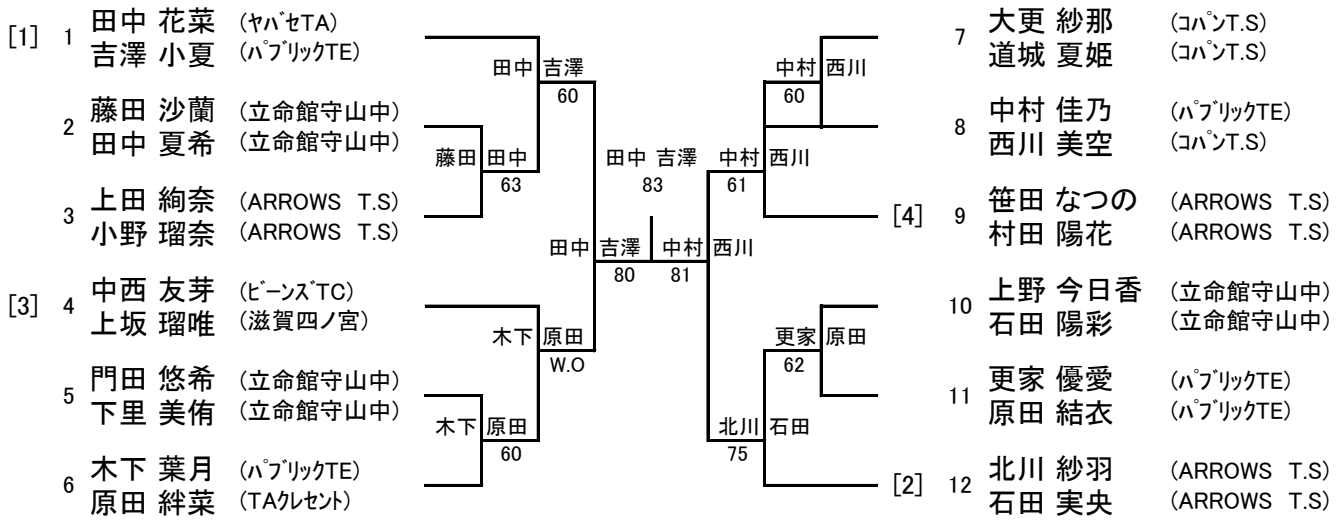 [1] 1 田中 花菜 (ヤバセTA)
吉澤 小夏 (パブリックTE)
2 藤田 沙蘭 (立命館守山中)
田中 夏希 (立命館守山中)
3 上田 絢奈 (ARROWS T.S)
小野 瑠奈 (ARROWS T.S)
[3] 4 中西 友芽 (ビーンズTC)
上坂 瑠唯 (滋賀四ノ宮)
5 門田 悠希 (立命館守山中)
下里 美侑 (立命館守山中)
6 木下 葉月 (パブリックTE)
原田 絆菜 (TAクレセント)
田中 吉澤
60
藤田 田中
63
木下 原田
W.O
木下 原田
60
田中 吉澤
80
田中 吉澤
83
中村 西川
81
中村 西川
60
中村 西川
61
更家 原田
62
北川 石田
75
7 大更 紗那 (コパンT.S)
道城 夏姫 (コパンT.S)
8 中村 佳乃 (パブリックTE)
西川 美空 (コパンT.S)
[4] 9 笹田 なつの (ARROWS T.S)
村田 陽花 (ARROWS T.S)
10 上野 今日香 (立命館守山中)
石田 陽彩 (立命館守山中)
11 更家 優愛 (パブリックTE)
原田 結衣 (パブリックTE)
[2] 12 北川 紗羽 (ARROWS T.S)
石田 実央 (ARROWS T.S)